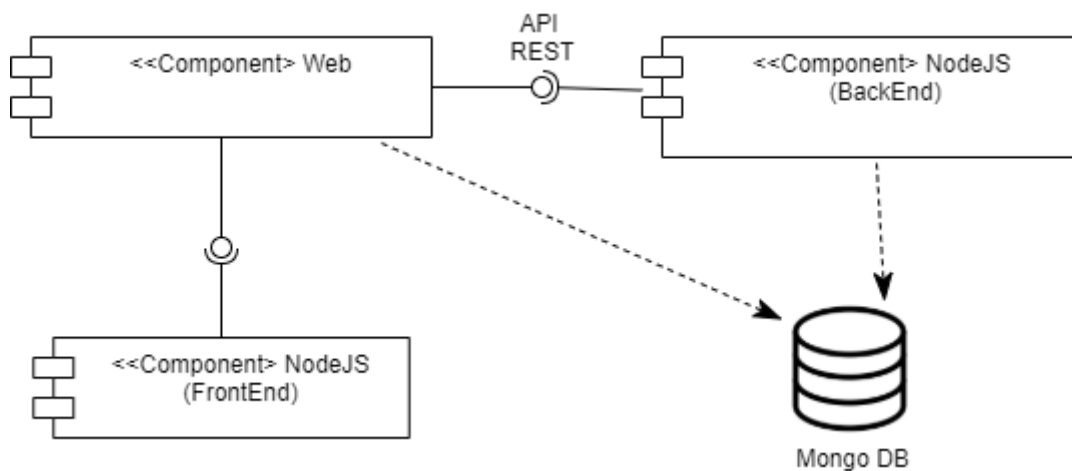 API
REST
<<Component> Web
<<Component> NodeJS
(BackEnd)
<<Component> NodeJS
(FrontEnd)
Mongo DB